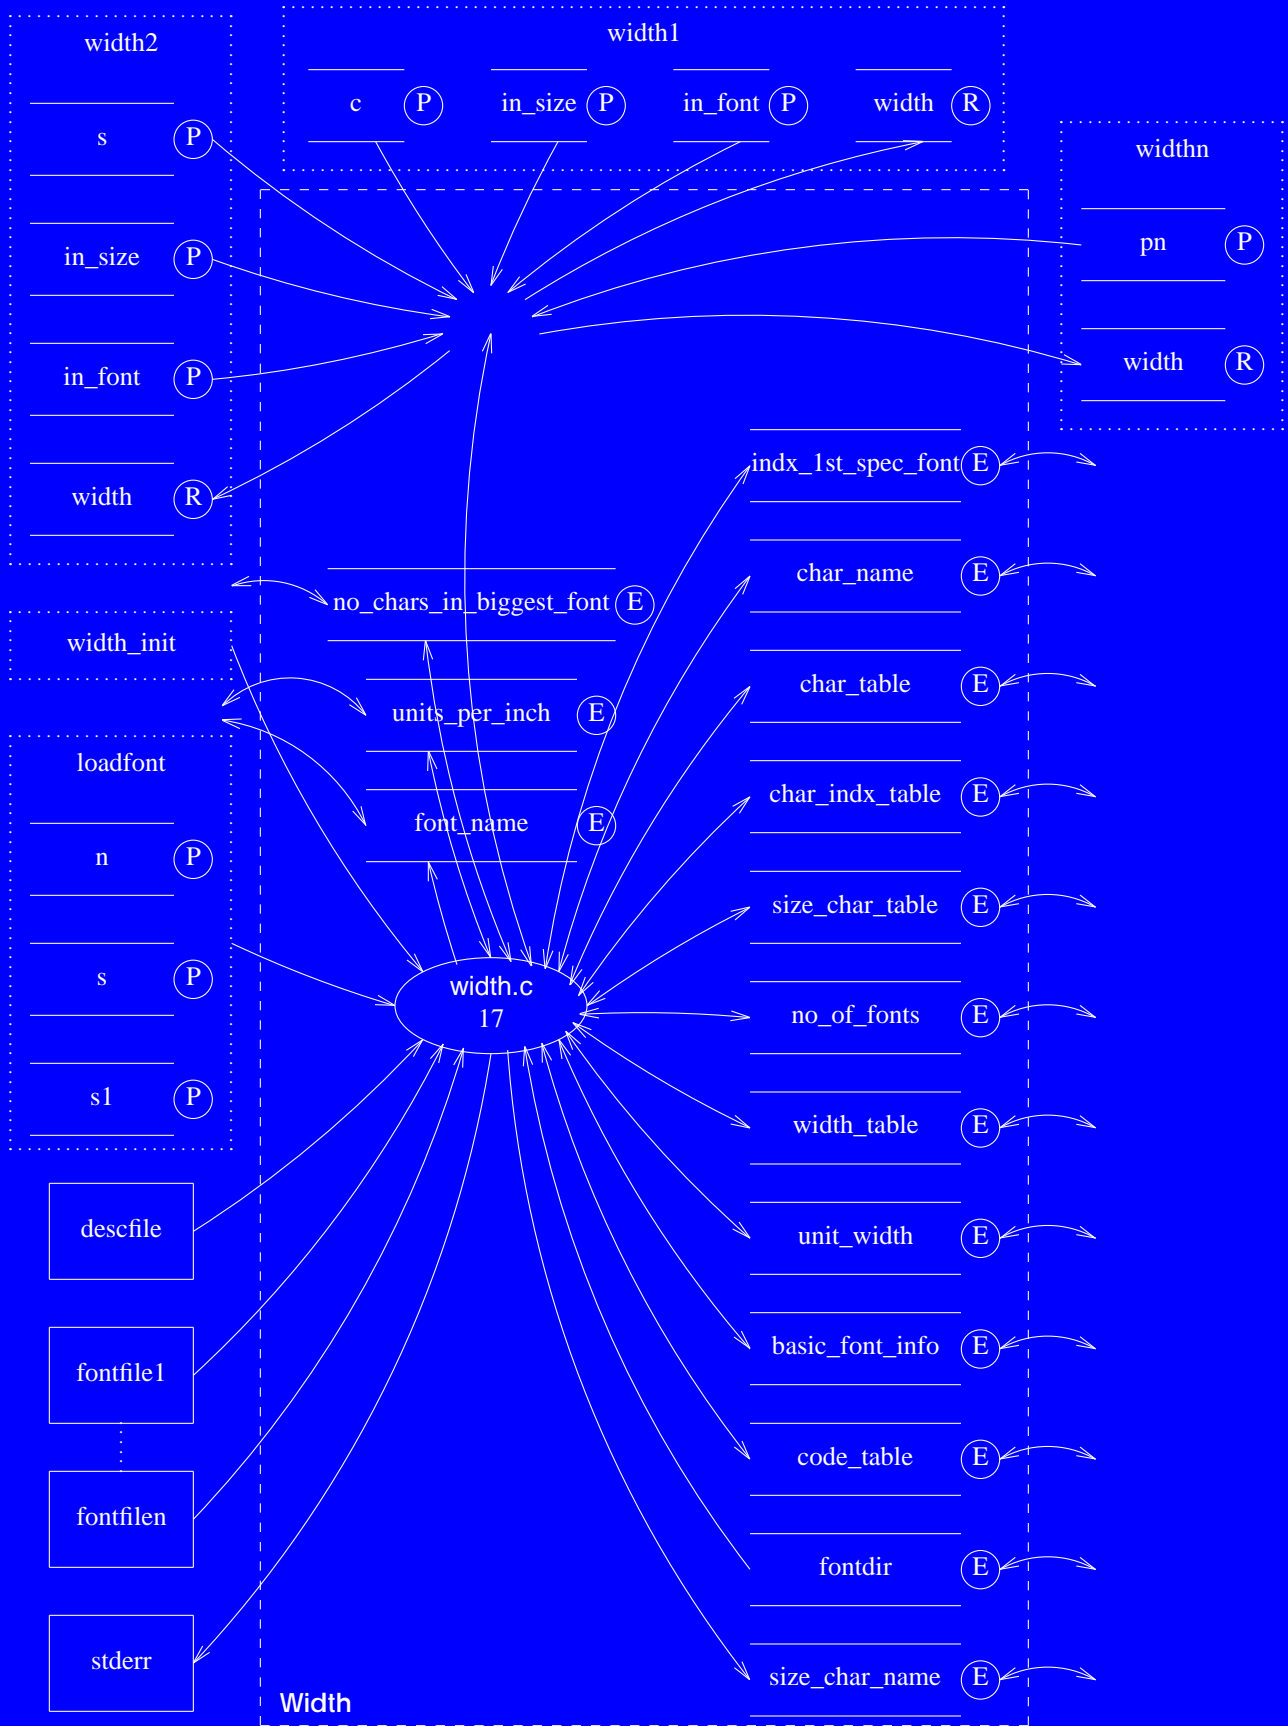 width2
s P
in_size P
in_font P
width R
width1
c P in_size P in_font P width R
widthn
pn P
width R
width_init
loadfont
n P
s P
s1 P
descfile
fontfile1
fontfilen
stderr
no_chars_in_biggest_font E
units_per_inch E
font_name E
width.c
17
indx_1st_spec_font E
char_name E
char_table E
char_indx_table E
size_char_table E
no_of_fonts E
width_table E
unit_width E
basic_font_info E
code_table E
fontdir E
size_char_name E
Width